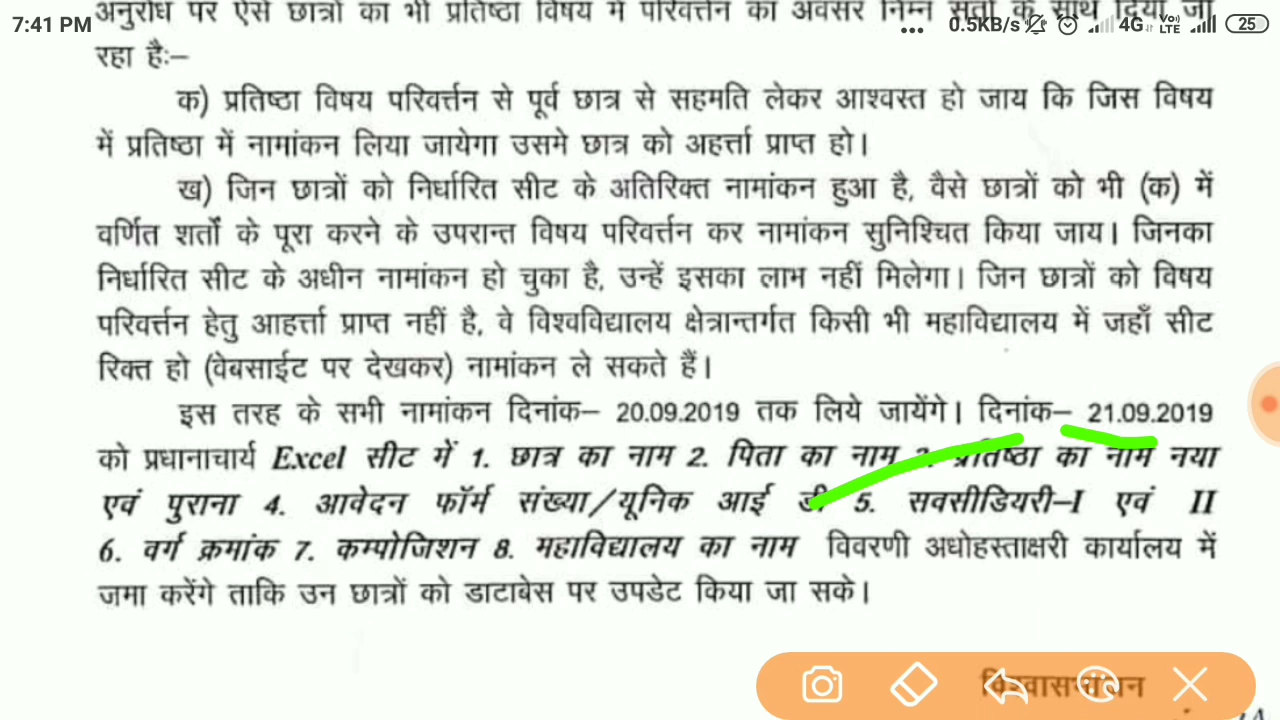 अनुरोध पर ऐसे छात्रों का भी प्रतिष्ठा विषय में परिवर्त्तन का अवसर निम्न के साथ दिया जा
7:41 PM ... 0.5KB/s 4G Vo)) LTE 25
रहा हैः–
क) प्रतिष्ठा विषय परिवर्त्तन से पूर्व छात्र से सहमति लेकर आश्वस्त हो जाय कि जिस विषय
में प्रतिष्ठा में नामांकन लिया जायेगा उसमे छात्र को अहर्त्ता प्राप्त हो।
ख) जिन छात्रों को निर्धारित सीट के अतिरिक्त नामांकन हुआ है, वैसे छात्रों को भी (क) में
वर्णित शर्तों के पूरा करने के उपरान्त विषय परिवर्त्तन कर नामांकन सुनिश्चित किया जाय। जिनका
निर्धारित सीट के अधीन नामांकन हो चुका है, उन्हें इसका लाभ नहीं मिलेगा। जिन छात्रों को विषय
परिवर्त्तन हेतु आहर्त्ता प्राप्त नहीं है, वे विश्वविद्यालय क्षेत्रान्तर्गत किसी भी महाविद्यालय में जहाँ सीट
रिक्त हो (वेबसाईट पर देखकर) नामांकन ले सकते हैं।
इस तरह के सभी नामांकन दिनांक– 20.09.2019 तक लिये जायेंगे। दिनांक– 21.09.2019
को प्रधानाचार्य Excel सीट में 1. छात्र का नाम 2. पिता का नाम 3. प्रतिष्ठा का नाम नया
एवं पुराना 4. आवेदन फॉर्म संख्या/यूनिक आई डी 5. सवसीडियरी–I एवं II
6. वर्ग क्रमांक 7. कम्पोजिशन 8. महाविद्यालय का नाम विवरणी अधोहस्ताक्षरी कार्यालय में
जमा करेंगे ताकि उन छात्रों को डाटाबेस पर उपडेट किया जा सके।